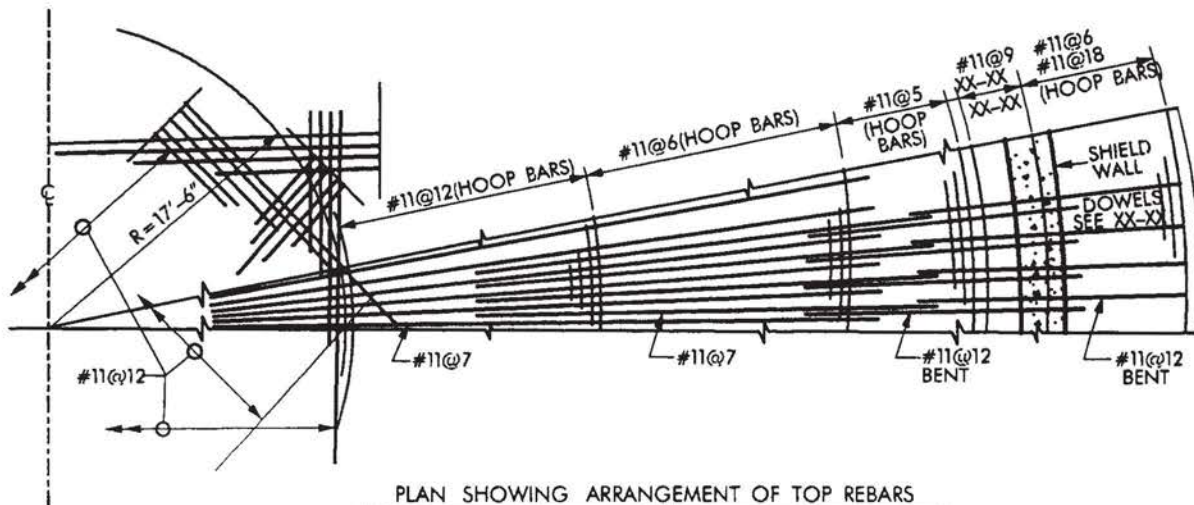 #11@6
#11@9 #11@18
XX-XX (HOOP BARS)
XX-XX
#11@5
(HOOP
BARS)
#11@6(HOOP BARS)
#11@12(HOOP BARS)
SHIELD
WALL
DOWELS
SEE XX-XX
R=17'-6"
℄
#11@12
#11@7
#11@7
#11@12
BENT
#11@12
BENT
PLAN SHOWING ARRANGEMENT OF TOP REBARS